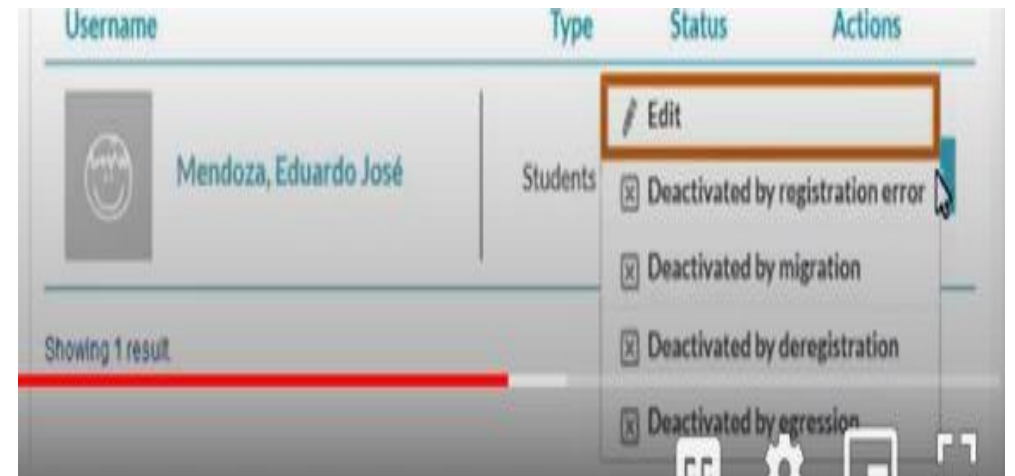 Username Type Status Actions
Edit
Mendoza, Eduardo José Students
Deactivated by registration error
Deactivated by migration
Showing 1 result
Deactivated by deregistration
Deactivated by egression